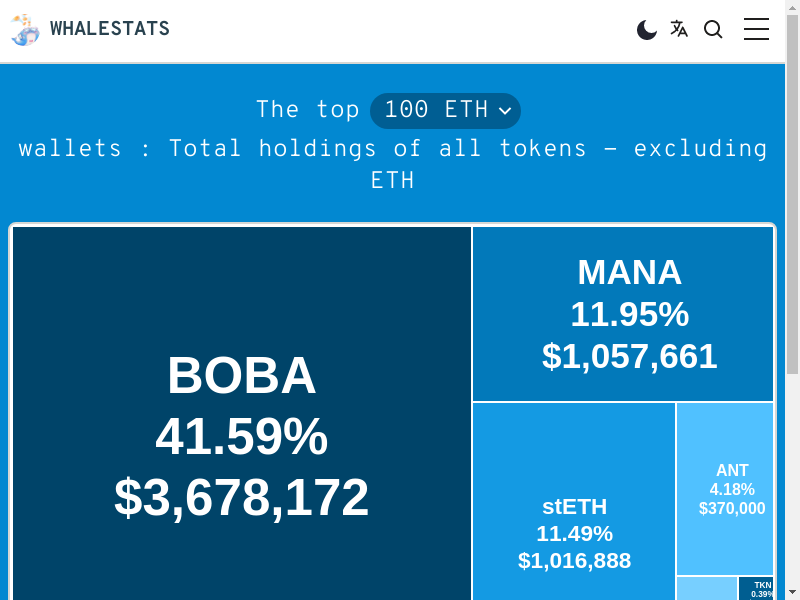 WHALESTATS
The top 100 ETH
wallets : Total holdings of all tokens – excluding
ETH
BOBA
41.59%
$3,678,172
MANA
11.95%
$1,057,661
stETH
11.49%
$1,016,888
ANT
4.18%
$370,000
TKN
0.39%